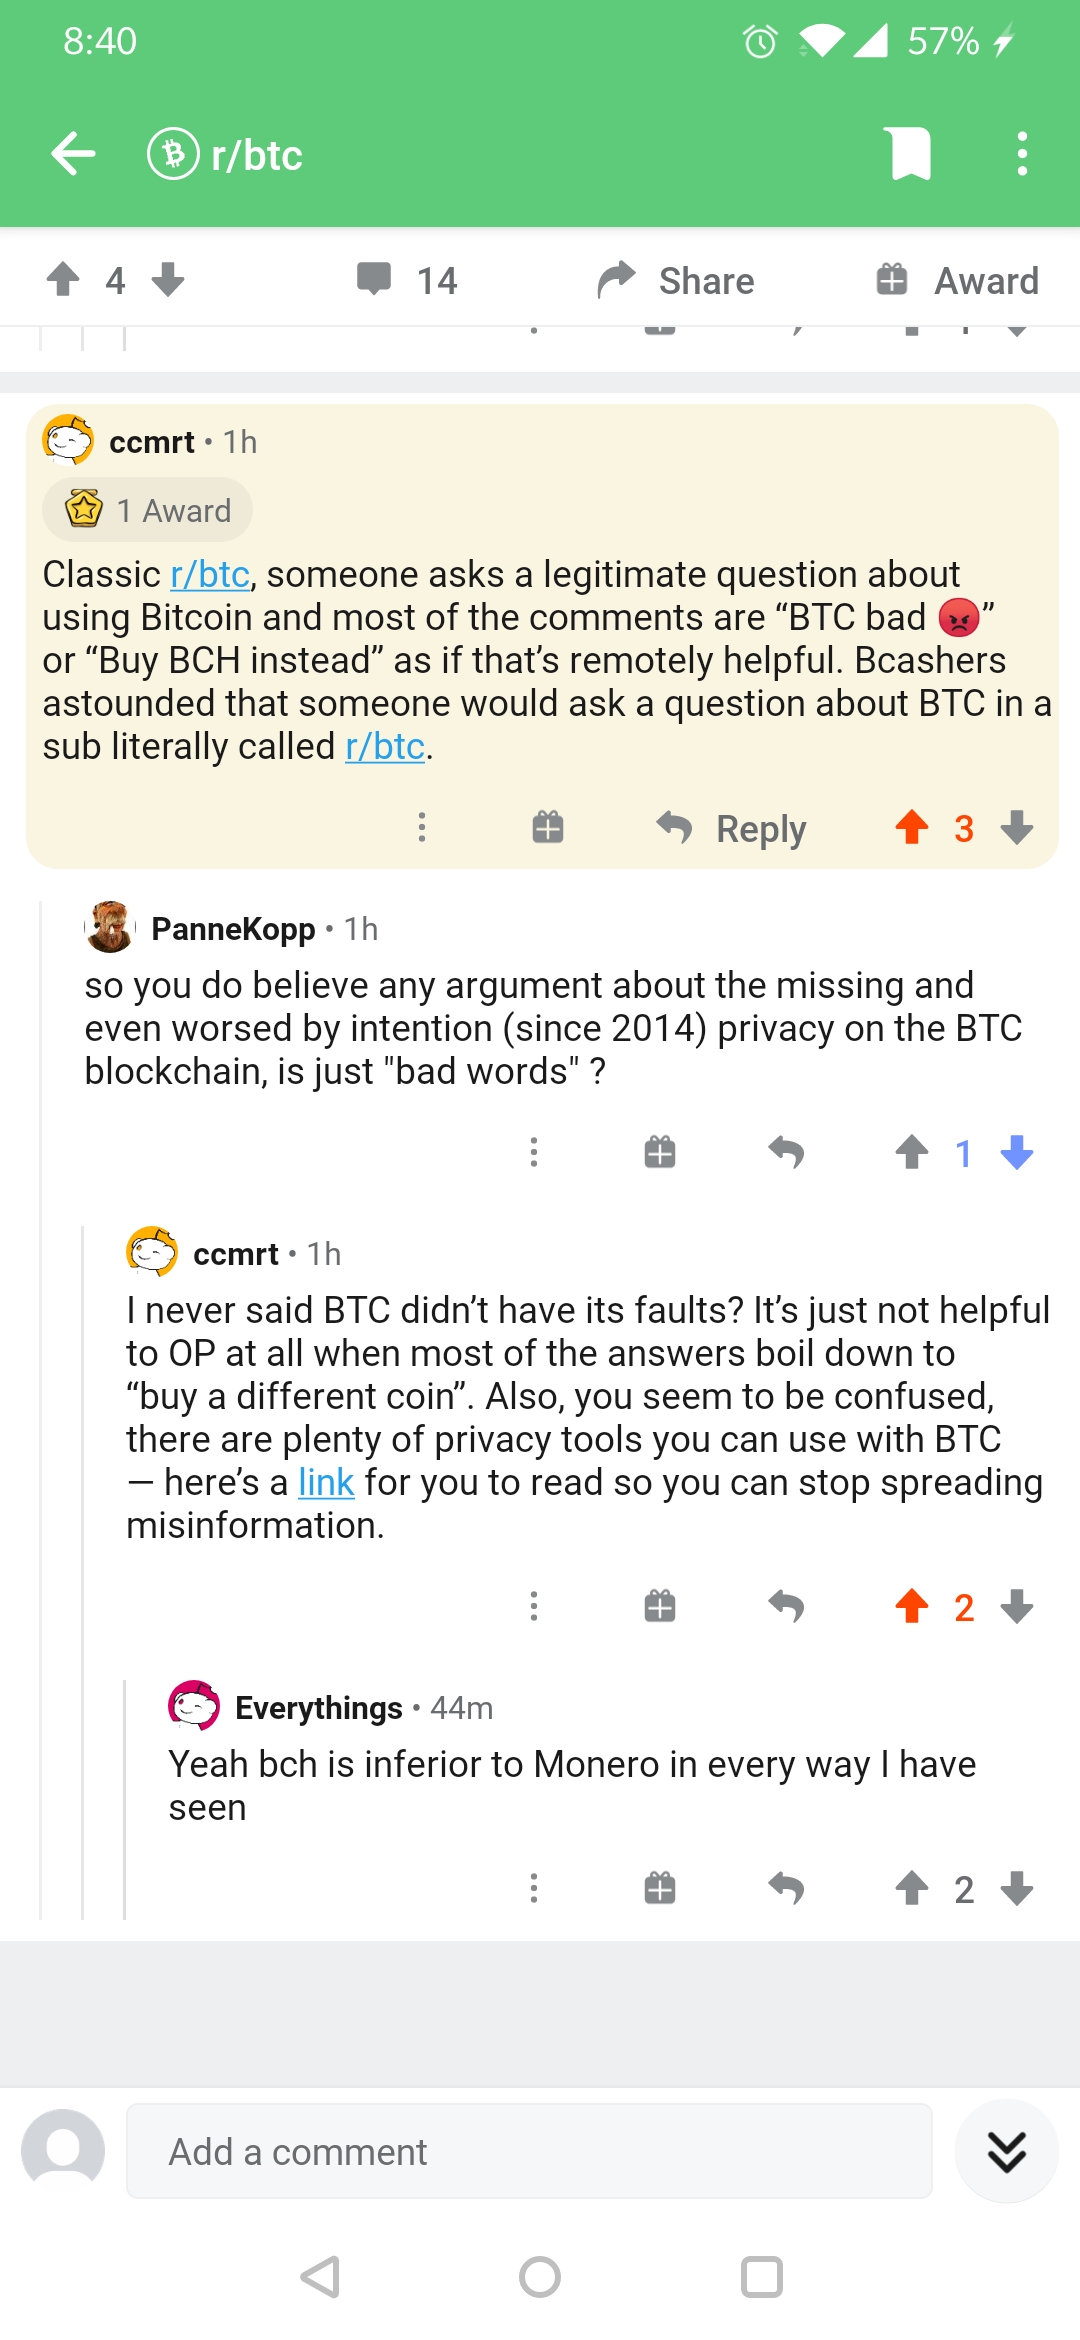 8:40
57%
r/btc
4
14
Share
Award
ccmrt • 1h
1 Award
Classic r/btc, someone asks a legitimate question about
using Bitcoin and most of the comments are “BTC bad 😡”
or “Buy BCH instead” as if that’s remotely helpful. Bcashers
astounded that someone would ask a question about BTC in a
sub literally called r/btc.
Reply
3
PanneKopp • 1h
so you do believe any argument about the missing and
even worsed by intention (since 2014) privacy on the BTC
blockchain, is just "bad words" ?
1
ccmrt • 1h
I never said BTC didn’t have its faults? It’s just not helpful
to OP at all when most of the answers boil down to
“buy a different coin”. Also, you seem to be confused,
there are plenty of privacy tools you can use with BTC
— here’s a link for you to read so you can stop spreading
misinformation.
2
Everythings • 44m
Yeah bch is inferior to Monero in every way I have
seen
2
Add a comment